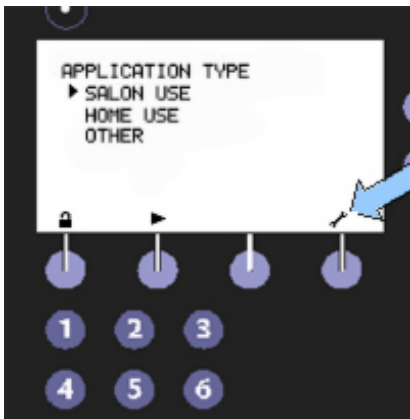 APPLICATION TYPE
SALON USE
HOME USE
OTHER
1 2 3
4 5 6